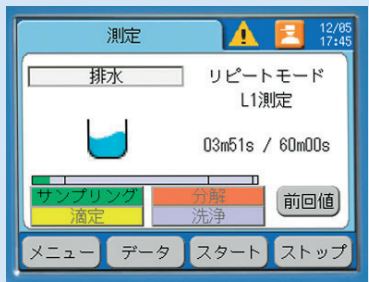 測定
12/05
17:45
排水
リピートモード
L1測定
03m51s / 60m00s
サンプリング
分解
滴定
洗浄
前回値
メニュー
データ
スタート
ストップ